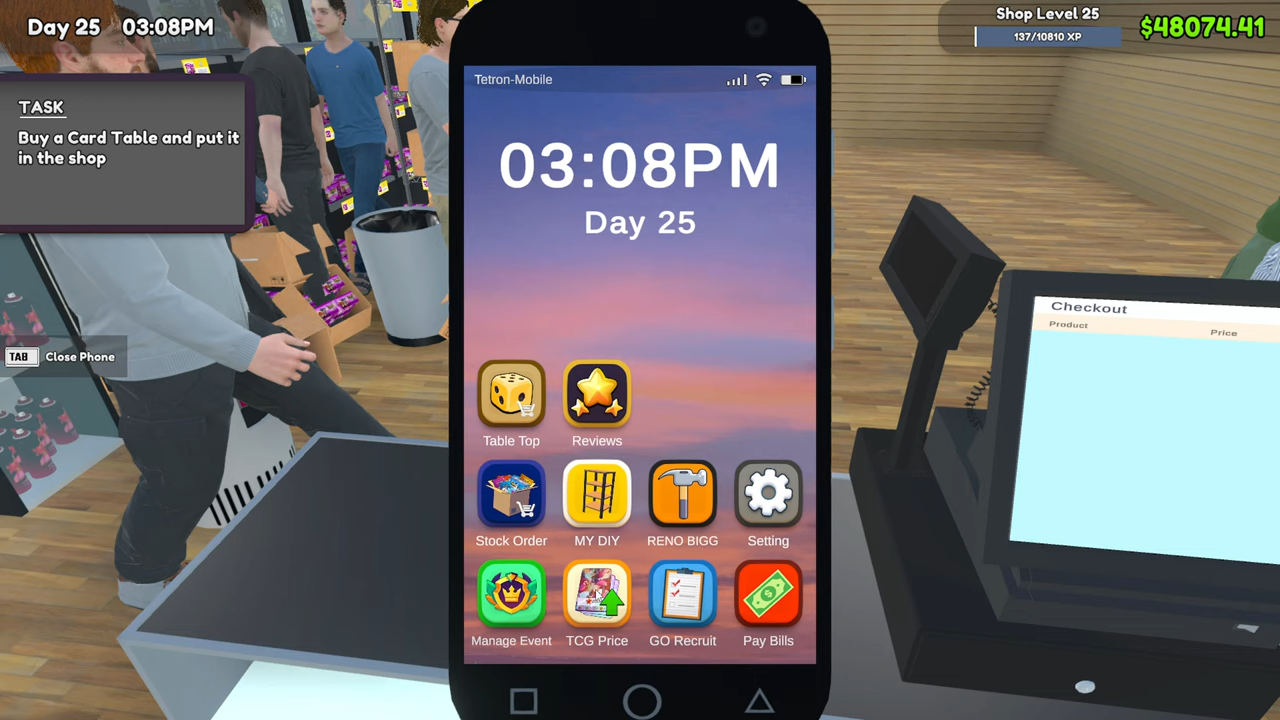 Day 25 03:08PM
Shop Level 25
137/10810 XP
$48074.41
TASK
Buy a Card Table and put it
in the shop
TAB Close Phone
Tetron-Mobile
03:08PM
Day 25
Table Top
Reviews
Stock Order
MY DIY
RENO BIGG
Setting
Manage Event
TCG Price
GO Recruit
Pay Bills
Checkout
Product Price